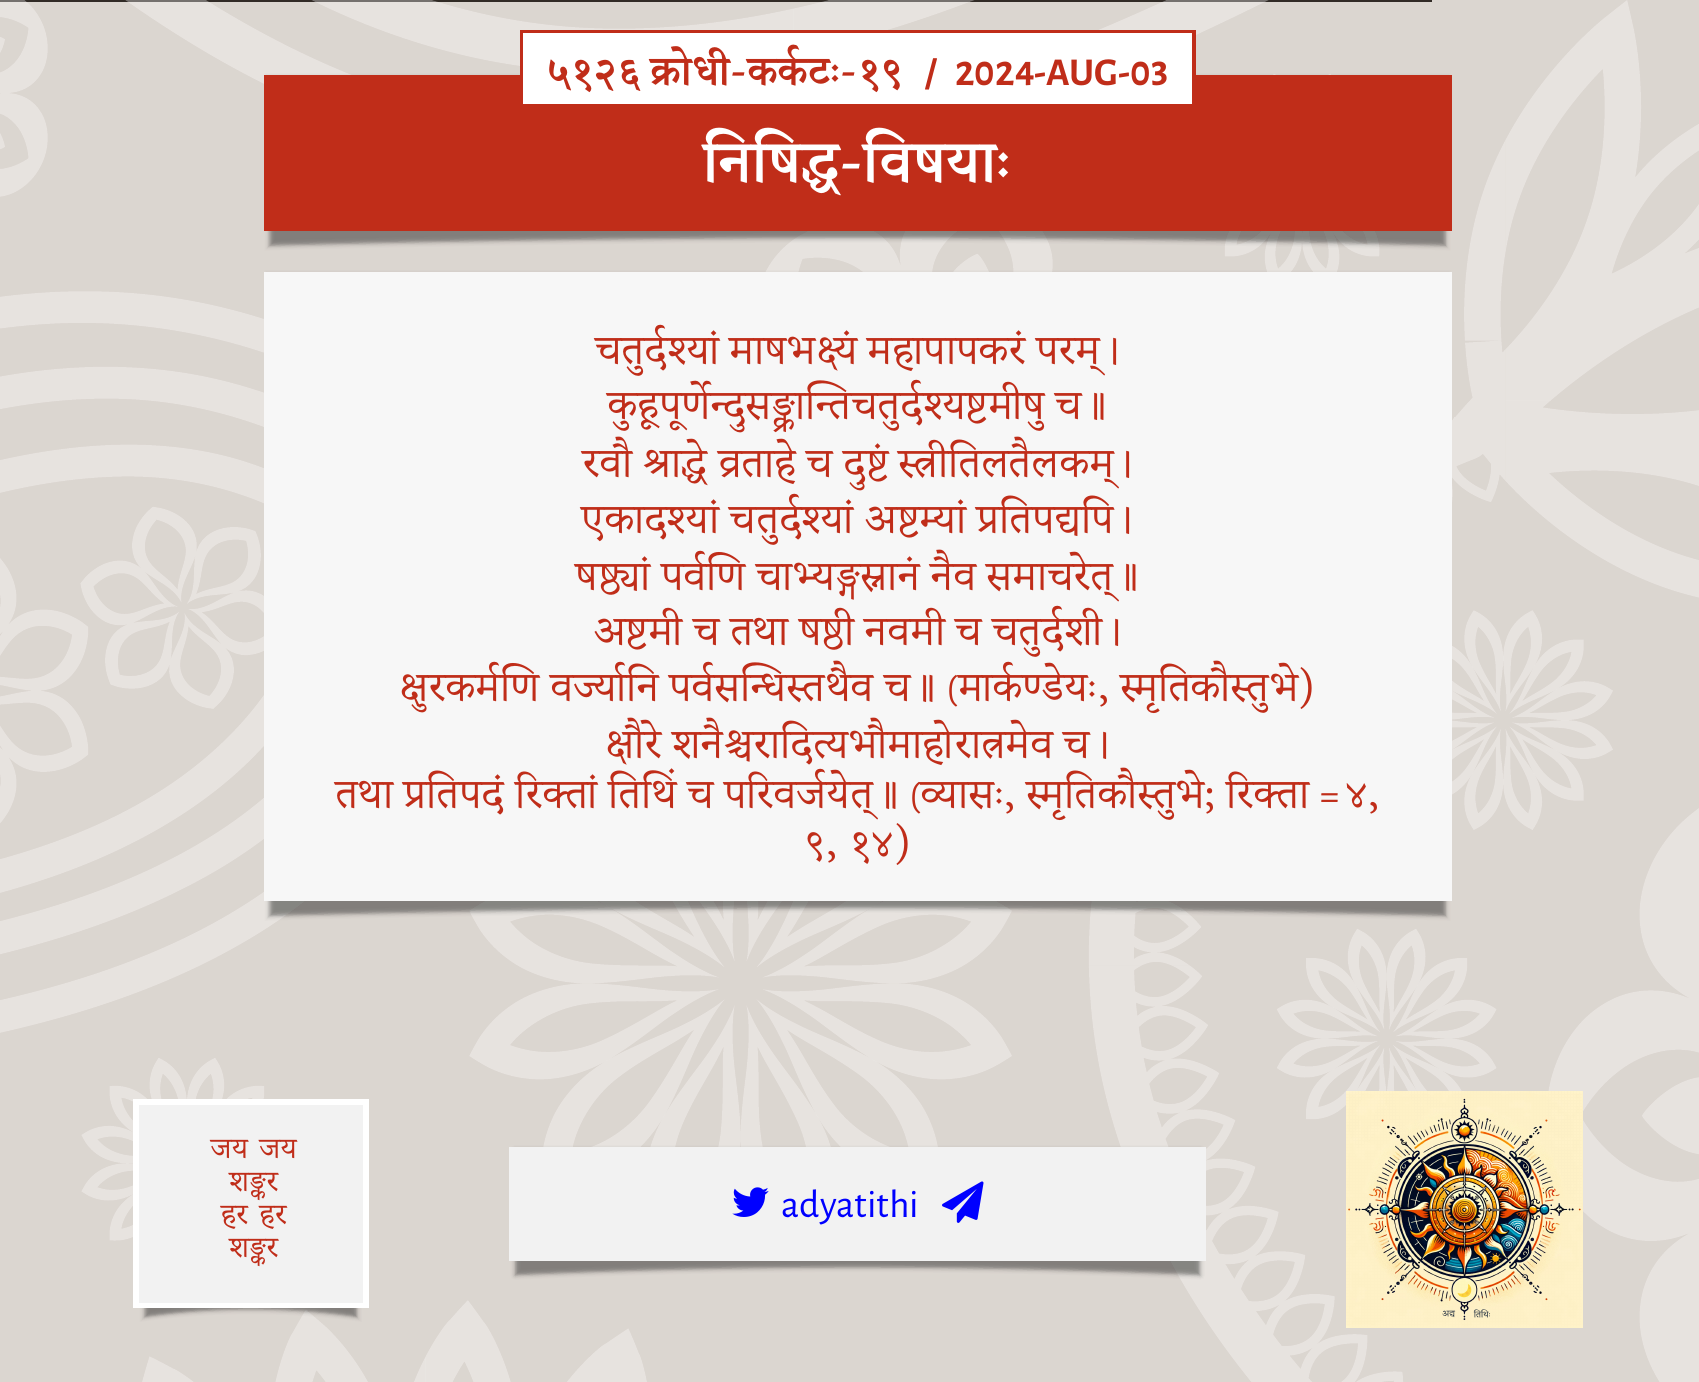 ५१२६ क्रोधी-कर्कटः-१९ / 2024-AUG-03
निषिद्ध-विषयाः
चतुर्दश्यां माषभक्ष्यं महापापकरं परम्।
कुहूपूर्णेन्दुसङ्क्रान्तिचतुर्दश्यष्टमीषु च॥
रवौ श्राद्धे व्रताहे च दुष्टं स्त्रीतिलतैलकम्।
एकादश्यां चतुर्दश्यां अष्टम्यां प्रतिपद्यपि।
षष्ठ्यां पर्वणि चाभ्यङ्गस्नानं नैव समाचरेत्॥
अष्टमी च तथा षष्ठी नवमी च चतुर्दशी।
क्षुरकर्मणि वर्ज्यानि पर्वसन्धिस्तथैव च॥ (मार्कण्डेयः, स्मृतिकौस्तुभे)
क्षौरे शनैश्चरादित्यभौमाहोरात्रमेव च।
तथा प्रतिपदं रिक्तां तिथिं च परिवर्जयेत्॥ (व्यासः, स्मृतिकौस्तुभे; रिक्ता = ४,
९, १४)
जय जय
शङ्कर
हर हर
शङ्कर
adyatithi
अद्य तिथिः